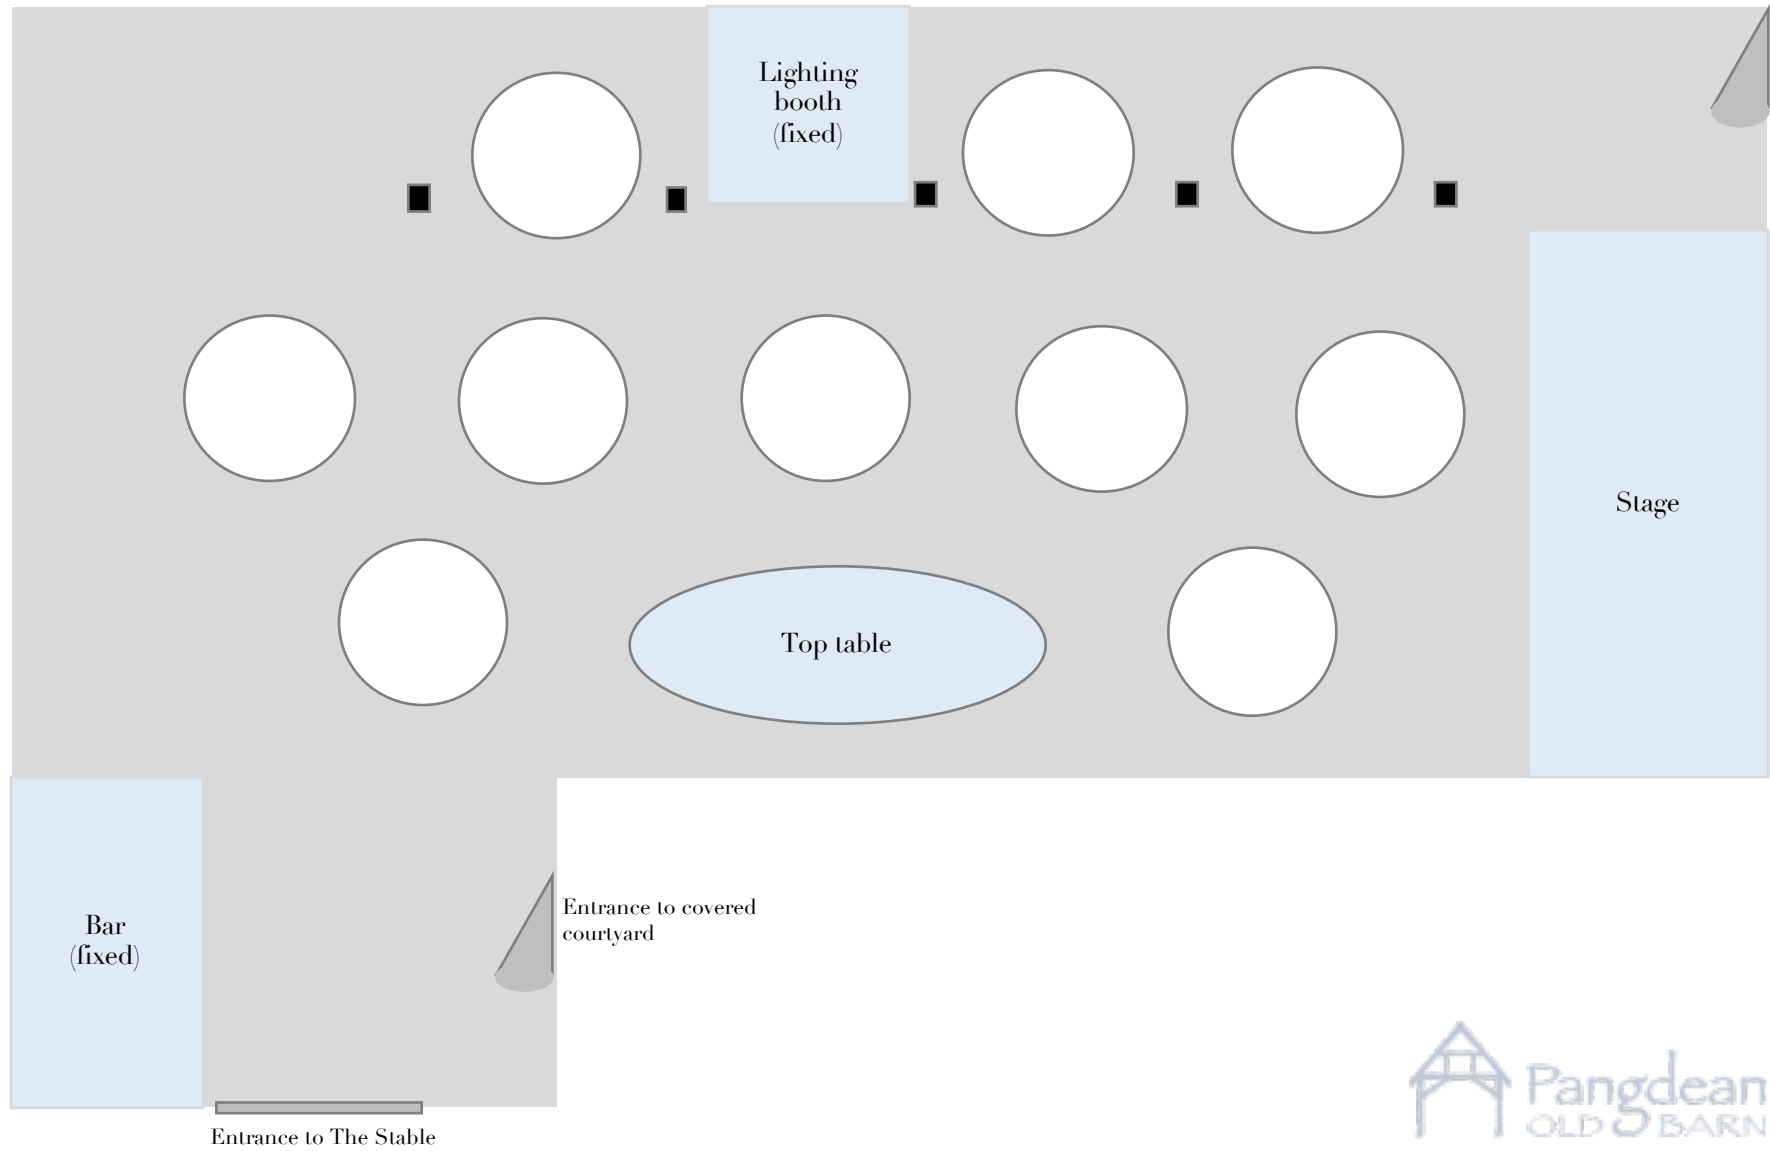 Lighting
booth
(fixed)
Stage
Top table
Bar
(fixed)
Entrance to covered
courtyard
Entrance to The Stable
Pangdean
OLD BARN